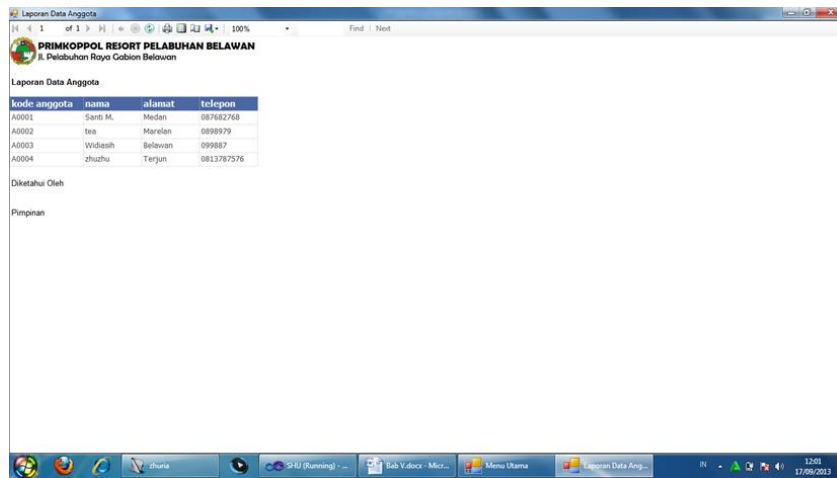 Laporan Data Anggota
1 of 1 100% Find | Next
PRIMKOPPOL RESORT PELABUHAN BELAWAN
Jl. Pelabuhan Raya Gabion Belawan
Laporan Data Anggota
kode anggota nama alamat telepon
A0001 Santi M. Medan 087682768
A0002 tea Marelan 0898979
A0003 Widiasih Belawan 099887
A0004 zhuzhu Terjun 0813787576
Diketahui Oleh
Pimpinan
zhuria SHU (Running) - ... Bab V.docx - Micr... Menu Utama Laporan Data Ang... IN 12:01
17/09/2013